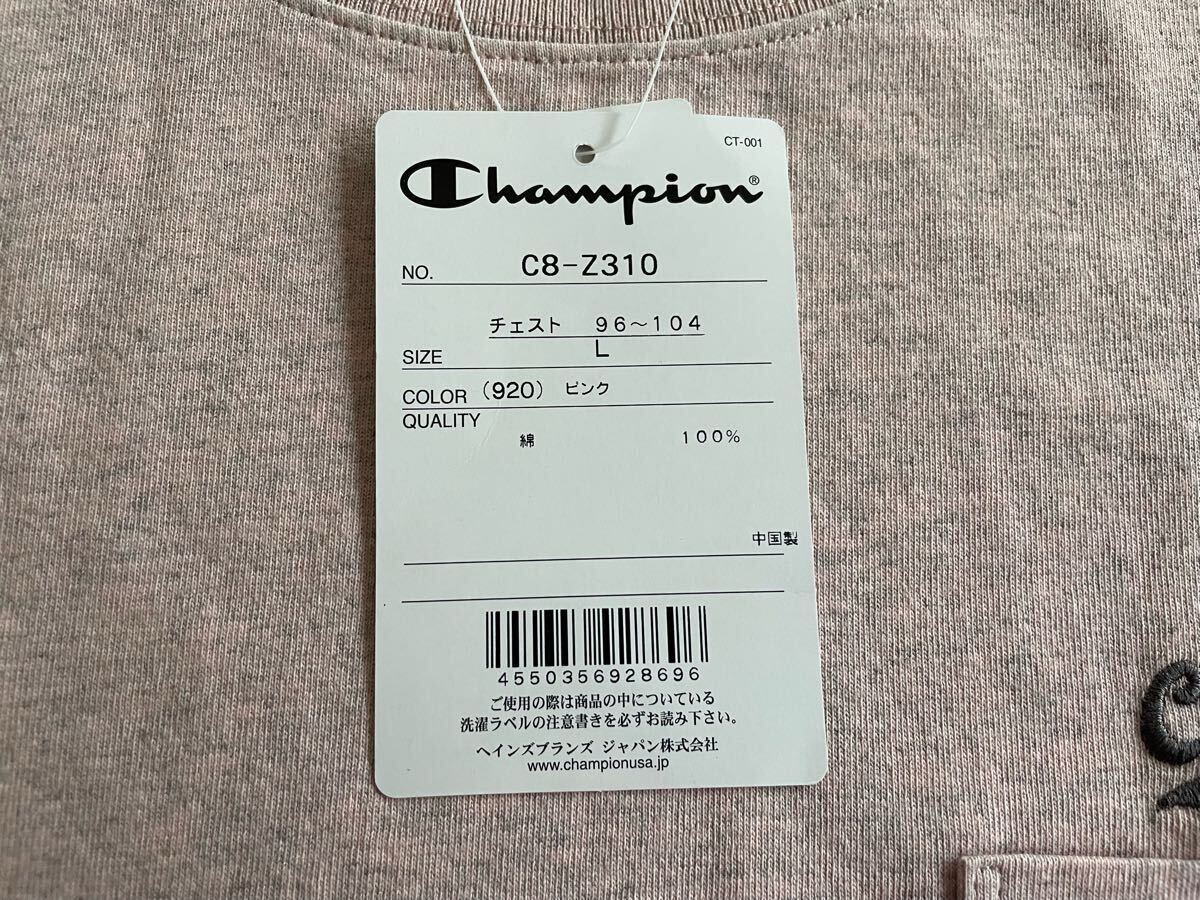 CT-001
Champion®
NO. C8-Z310
チェスト 96～104
SIZE L
COLOR (920) ピンク
QUALITY
綿 100%
中国製
4550356928696
ご使用の際は商品の中についている
洗濯ラベルの注意書きを必ずお読み下さい。
ヘインズブランズ ジャパン株式会社
www.championusa.jp